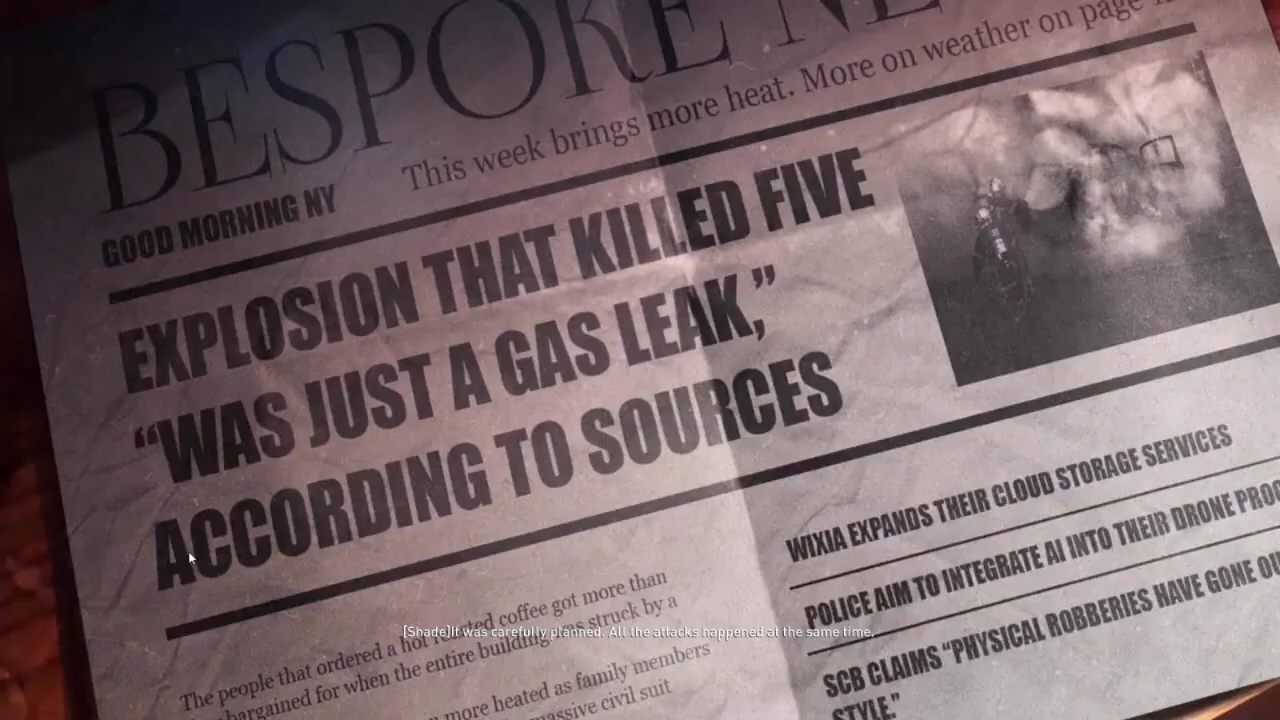 BESPOKE
This week brings more heat. More on weather on page
GOOD MORNING NY
EXPLOSION THAT KILLED FIVE
“WAS JUST A GAS LEAK,”
ACCORDING TO SOURCES
WIXIA EXPANDS THEIR CLOUD STORAGE SERVICES
POLICE AIM TO INTEGRATE AI INTO THEIR DRONE
SCB CLAIMS “PHYSICAL ROBBERIES HAVE GONE
STYLE.”
The people that ordered a hot coffee got more than
bargained for when the entire building was struck by a
more heated as family members
massive civil suit
[Shade]It was carefully planned. All the attacks happened at the same time.